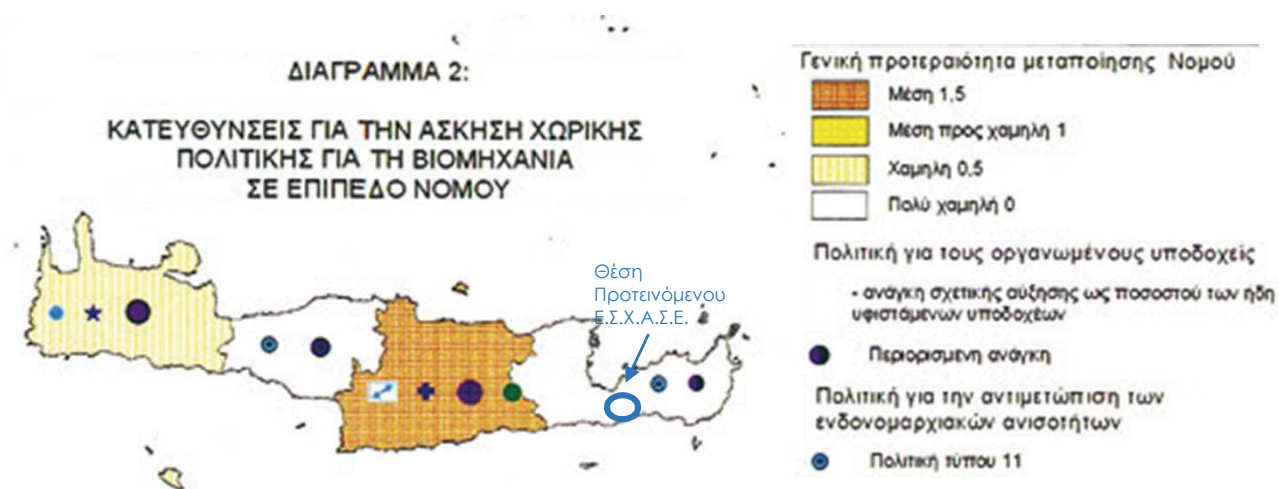 ΔΙΑΓΡΑΜΜΑ 2:
ΚΑΤΕΥΘΥΝΣΕΙΣ ΓΙΑ ΤΗΝ ΑΣΚΗΣΗ ΧΩΡΙΚΗΣ
ΠΟΛΙΤΙΚΗΣ ΓΙΑ ΤΗ ΒΙΟΜΗΧΑΝΙΑ
ΣΕ ΕΠΙΠΕΔΟ ΝΟΜΟΥ
Θέση
Προτεινόμενου
Ε.Σ.Χ.Α.Σ.Ε.
Γενική προτεραιότητα μεταποίησης Νομού
Μέση 1,5
Μέση προς χαμηλή 1
Χαμηλη 0,5
Πολύ χαμηλή 0
Πολιτική για τους οργανωμένους υποδοχείς
- ανάγκη σχετικής αύξησης ως ποσοστού των ήδη
υφιστάμενων υποδοχέων
Περιορισμενη ανάγκη
Πολιτική για την αντιμετώπιση των
ενδονομαρχιακών ανισοτήτων
Πολιτική τύπου 11